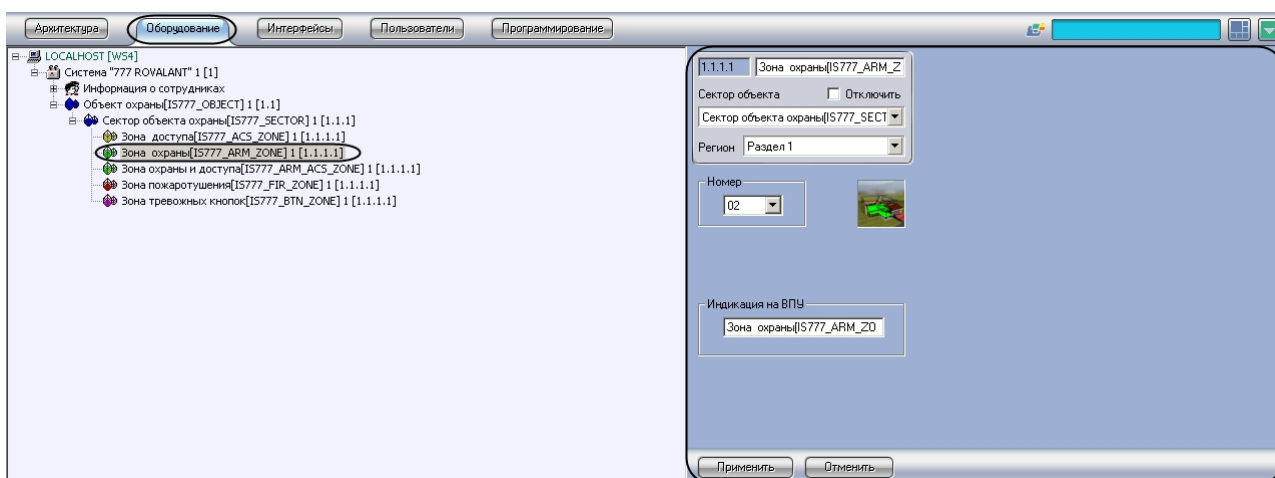 Архитектура Оборудование Интерфейсы Пользователи Программирование
LOCALHOST [WS4]
Система "777 ROVALANT" 1 [1]
Информация о сотрудниках
Объект охраны[IS777_OBJECT] 1 [1.1]
Сектор объекта охраны[IS777_SECTOR] 1 [1.1.1]
Зона доступа[IS777_ACS_ZONE] 1 [1.1.1.1]
Зона охраны[IS777_ARM_ZONE] 1 [1.1.1.1]
Зона охраны и доступа[IS777_ARM_ACS_ZONE] 1 [1.1.1.1]
Зона пожаротушения[IS777_FIR_ZONE] 1 [1.1.1.1]
Зона тревожных кнопок[IS777_BTN_ZONE] 1 [1.1.1.1]
1.1.1.1 Зона охраны[IS777_ARM_Z
Сектор объекта Отключить
Сектор объекта охраны[IS777_SECT
Регион Раздел 1
Номер
02
Индикация на ВПУ
Зона охраны[IS777_ARM_ZO
Применить Отменить